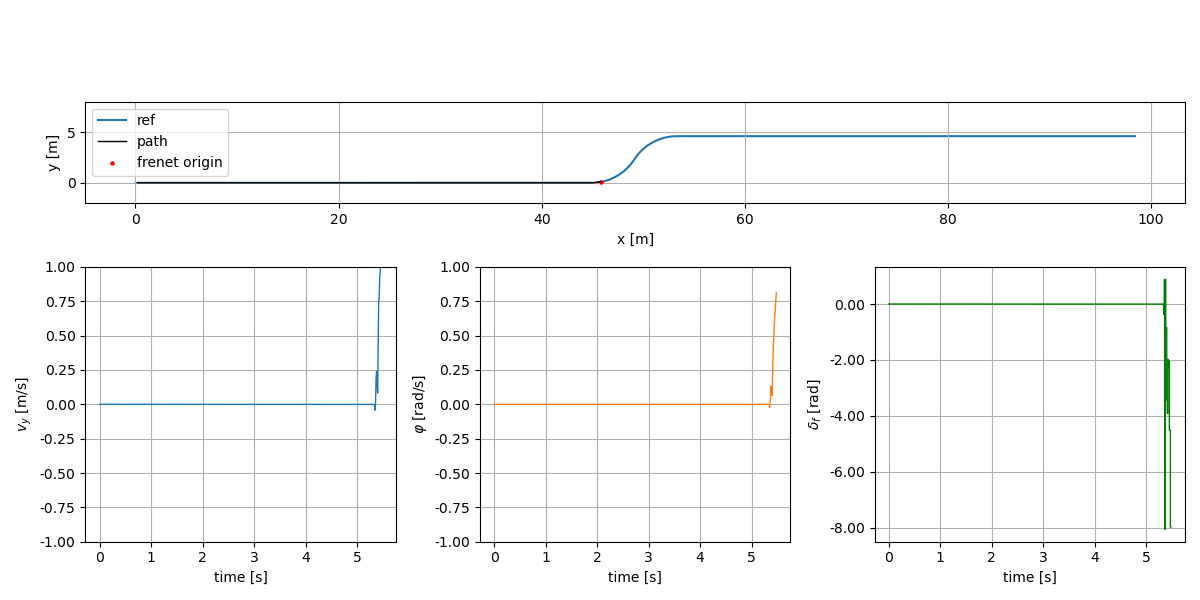 ref
path
frenet origin
y [m]
5
0
0 20 40 60 80 100
x [m]
1.00
0.75
0.50
0.25
0.00
-0.25
-0.50
-0.75
-1.00
v_y [m/s]
0 1 2 3 4 5
time [s]
1.00
0.75
0.50
0.25
0.00
-0.25
-0.50
-0.75
-1.00
φ [rad/s]
0 1 2 3 4 5
time [s]
0.00
-2.00
-4.00
-6.00
-8.00
δ_f [rad]
0 1 2 3 4 5
time [s]